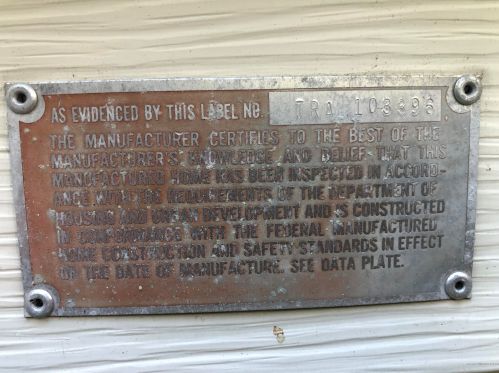 AS EVIDENCED BY THIS LABEL NO. TRA 103396
THE MANUFACTURER CERTIFIES TO THE BEST OF THE
MANUFACTURER'S KNOWLEDGE AND BELIEF THAT THIS
MANUFACTURED HOME HAS BEEN INSPECTED IN ACCORD-
ANCE WITH THE REQUIREMENTS OF THE DEPARTMENT OF
HOUSING AND URBAN DEVELOPMENT AND IS CONSTRUCTED
IN CONFORMANCE WITH THE FEDERAL MANUFACTURED
HOME CONSTRUCTION AND SAFETY STANDARDS IN EFFECT
ON THE DATE OF MANUFACTURE. SEE DATA PLATE.